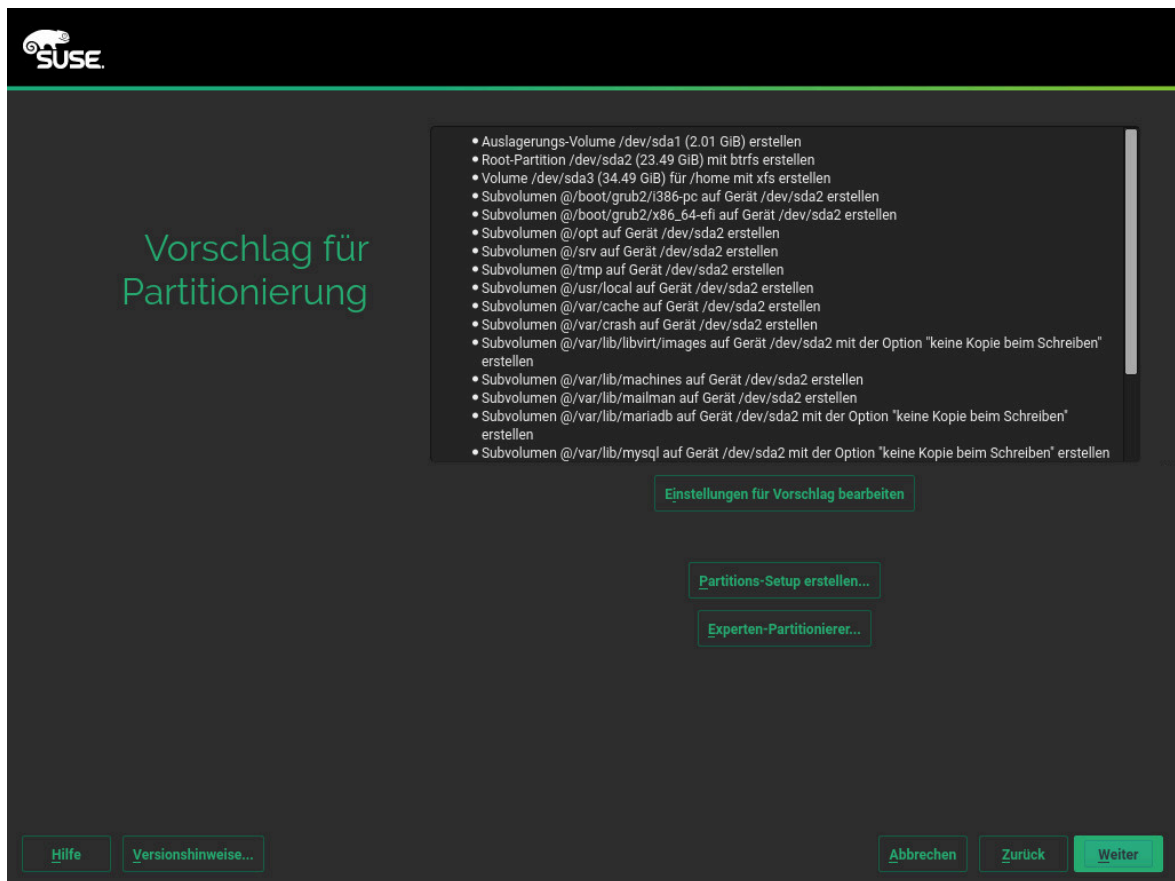 SUSE.
Vorschlag für
Partitionierung
• Auslagerungs-Volume /dev/sda1 (2.01 GiB) erstellen
• Root-Partition /dev/sda2 (23.49 GiB) mit btrfs erstellen
• Volume /dev/sda3 (34.49 GiB) für /home mit xfs erstellen
• Subvolumen @/boot/grub2/i386-pc auf Gerät /dev/sda2 erstellen
• Subvolumen @/boot/grub2/x86_64-efi auf Gerät /dev/sda2 erstellen
• Subvolumen @/opt auf Gerät /dev/sda2 erstellen
• Subvolumen @/srv auf Gerät /dev/sda2 erstellen
• Subvolumen @/tmp auf Gerät /dev/sda2 erstellen
• Subvolumen @/usr/local auf Gerät /dev/sda2 erstellen
• Subvolumen @/var/cache auf Gerät /dev/sda2 erstellen
• Subvolumen @/var/crash auf Gerät /dev/sda2 erstellen
• Subvolumen @/var/lib/libvirt/images auf Gerät /dev/sda2 mit der Option "keine Kopie beim Schreiben"
erstellen
• Subvolumen @/var/lib/machines auf Gerät /dev/sda2 erstellen
• Subvolumen @/var/lib/mailman auf Gerät /dev/sda2 erstellen
• Subvolumen @/var/lib/mariadb auf Gerät /dev/sda2 mit der Option "keine Kopie beim Schreiben"
erstellen
• Subvolumen @/var/lib/mysql auf Gerät /dev/sda2 mit der Option "keine Kopie beim Schreiben" erstellen
Einstellungen für Vorschlag bearbeiten
Partitions-Setup erstellen...
Experten-Partitionierer...
Hilfe
Versionshinweise...
Abbrechen
Zurück
Weiter